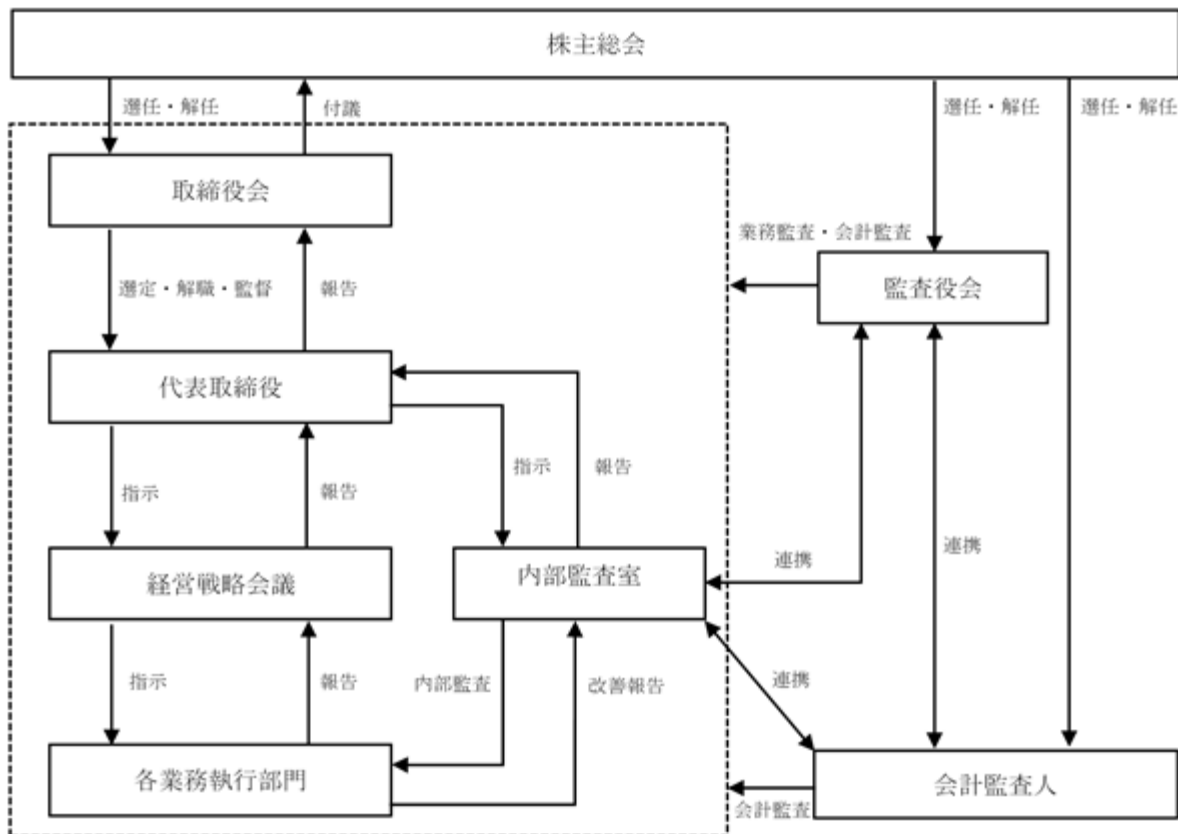 株主総会
選任・解任
付議
選任・解任
選任・解任
取締役会
業務監査・会計監査
監査役会
選定・解職・監督
報告
代表取締役
指示
報告
指示
報告
経営戦略会議
内部監査室
連携
連携
指示
報告
内部監査
改善報告
連携
各業務執行部門
会計監査人
会計監査